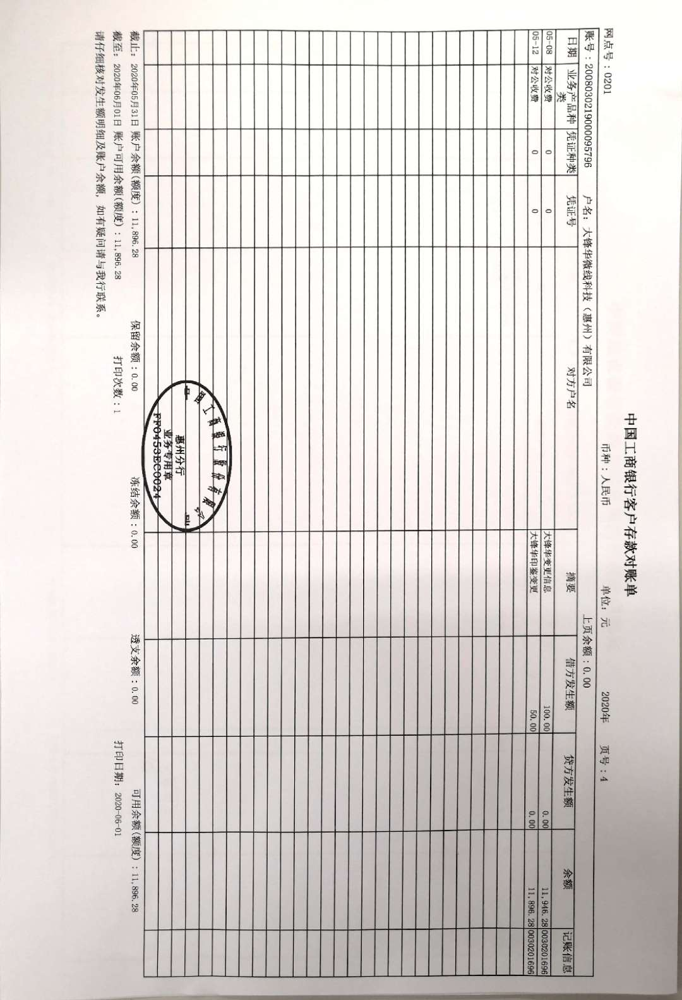 中国工商银行客户存款对账单
网点号：0201 币种：人民币 单位：元 2020年 页号：4
账号：2008030219000095796 户名：大锋华微线科技（惠州）有限公司 上页余额：0.00
日期 业务产品种类 凭证种类 凭证号 对方户名 摘要 借方发生额 贷方发生额 余额 记账信息
05-08 对公收费 0 0 大锋华变更信息 100.00 0.00 11,946.28 0030201696
05-12 对公收费 0 0 大锋华印鉴变更 50.00 0.00 11,896.28 0030201696
中国工商银行股份有限公司
惠州分行
业务专用章
FF0453EC0024
截止：2020年05月31日 账户余额(额度)：11,896.28 保留余额：0.00 冻结余额：0.00 透支余额：0.00 可用余额(额度)：11,896.28
截至：2020年06月01日 账户可用余额(额度)：11,896.28 打印次数：1 打印日期：2020-06-01
请仔细核对发生额明细及账户余额，如有疑问请与我行联系。